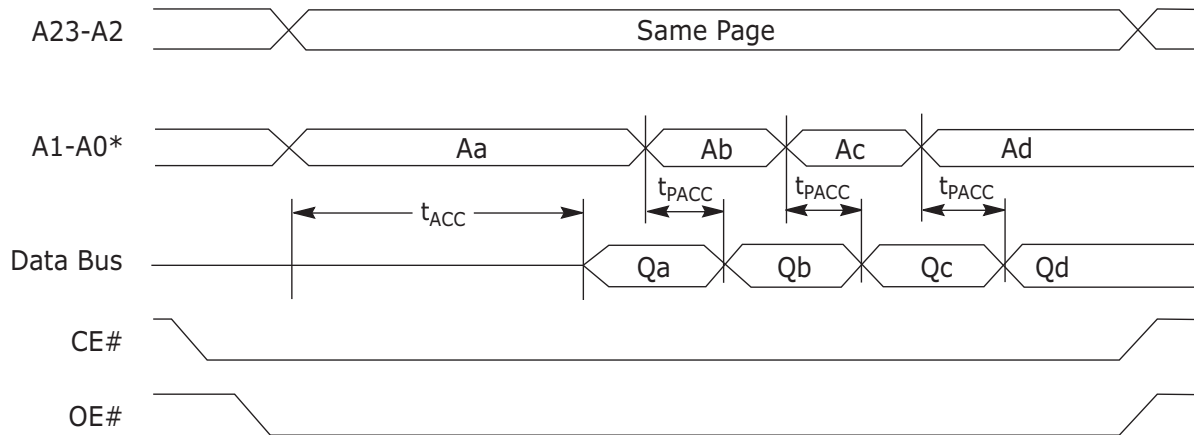 A23-A2 Same Page
A1-A0* Aa Ab Ac Ad
tACC tPACC tPACC tPACC
Data Bus Qa Qb Qc Qd
CE#
OE#